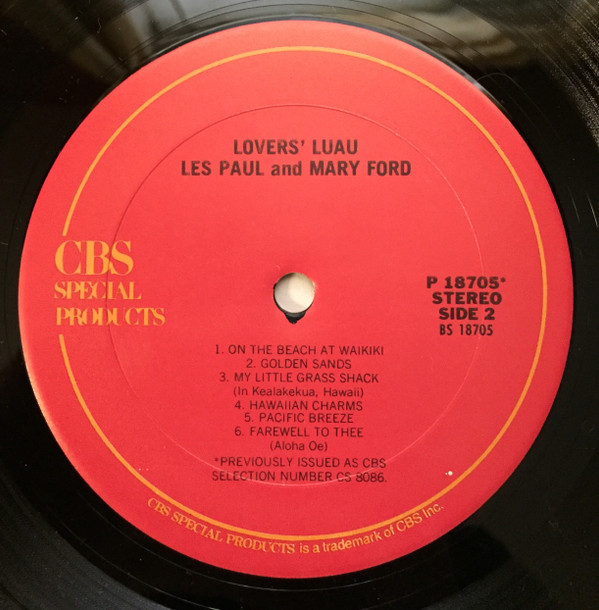 LOVERS' LUAU
LES PAUL and MARY FORD
CBS
SPECIAL
PRODUCTS
P 18705*
STEREO
SIDE 2
BS 18705
1. ON THE BEACH AT WAIKIKI
2. GOLDEN SANDS
3. MY LITTLE GRASS SHACK
(In Kealakekua, Hawaii)
4. HAWAIIAN CHARMS
5. PACIFIC BREEZE
6. FAREWELL TO THEE
(Aloha Oe)
*PREVIOUSLY ISSUED AS CBS
SELECTION NUMBER CS 8086.
CBS SPECIAL PRODUCTS is a trademark of CBS Inc.